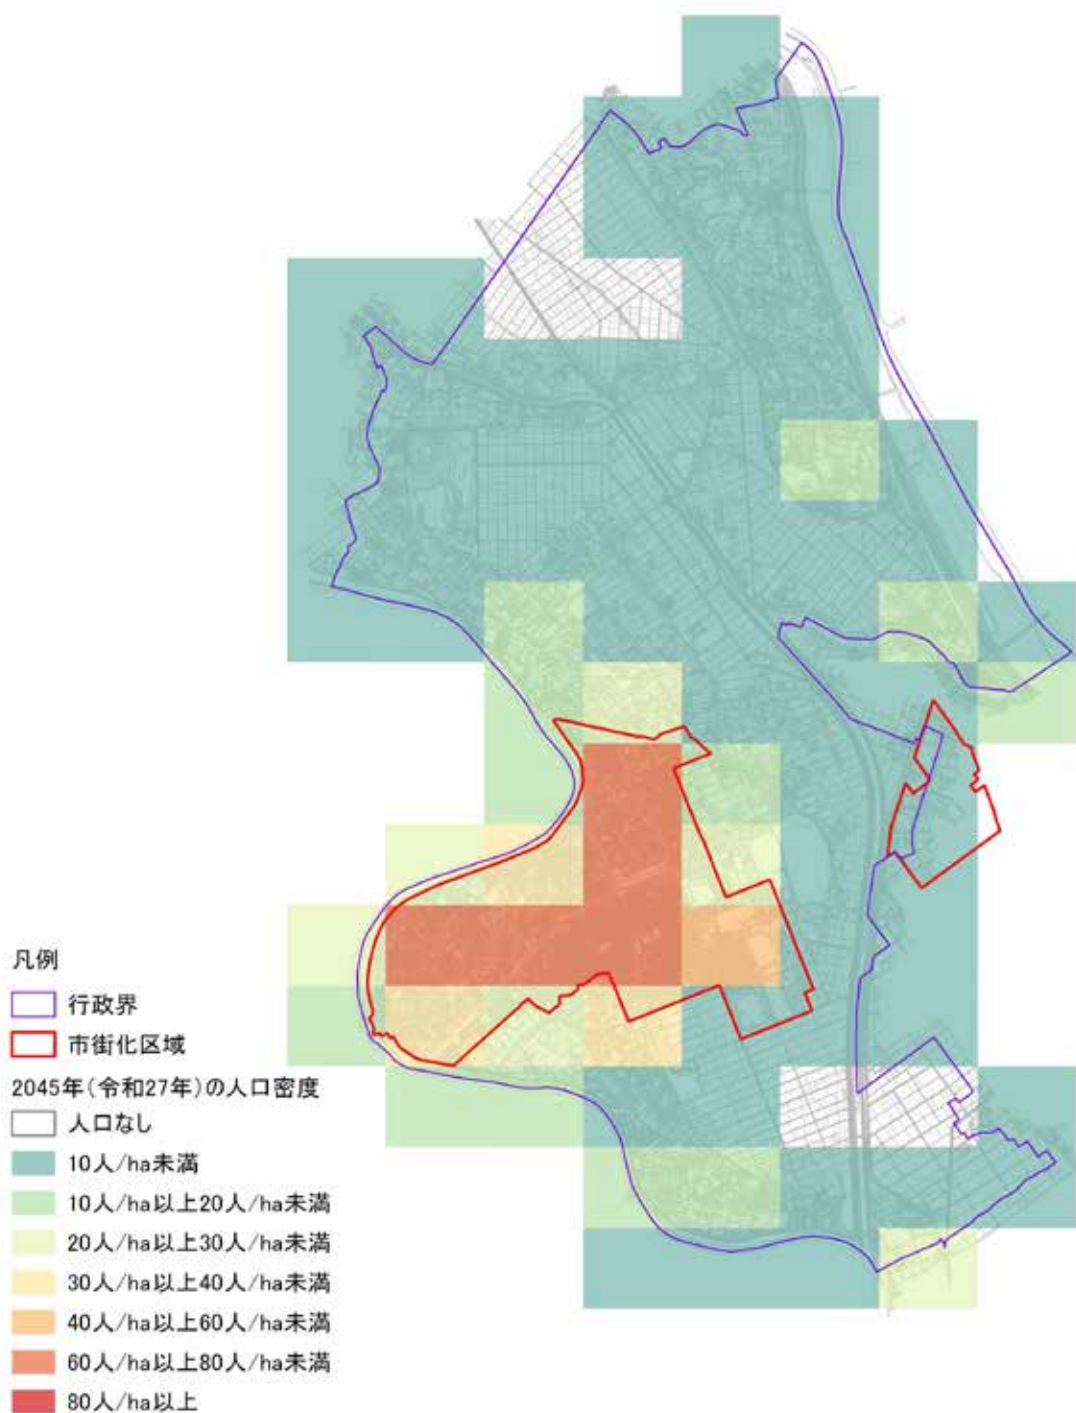 凡例
行政界
市街化区域
2045年(令和27年)の人口密度
人口なし
10人/ha未満
10人/ha以上20人/ha未満
20人/ha以上30人/ha未満
30人/ha以上40人/ha未満
40人/ha以上60人/ha未満
60人/ha以上80人/ha未満
80人/ha以上